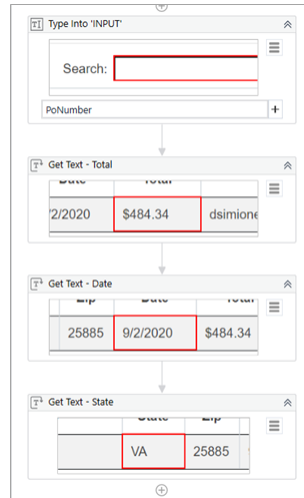 Type Into 'INPUT'
Search:
PoNumber
+
Get Text - Total
Date Total
/2/2020 $484.34 dsimione
Get Text - Date
Zip Date Total
25885 9/2/2020 $484.34
Get Text - State
State Zip
VA 25885